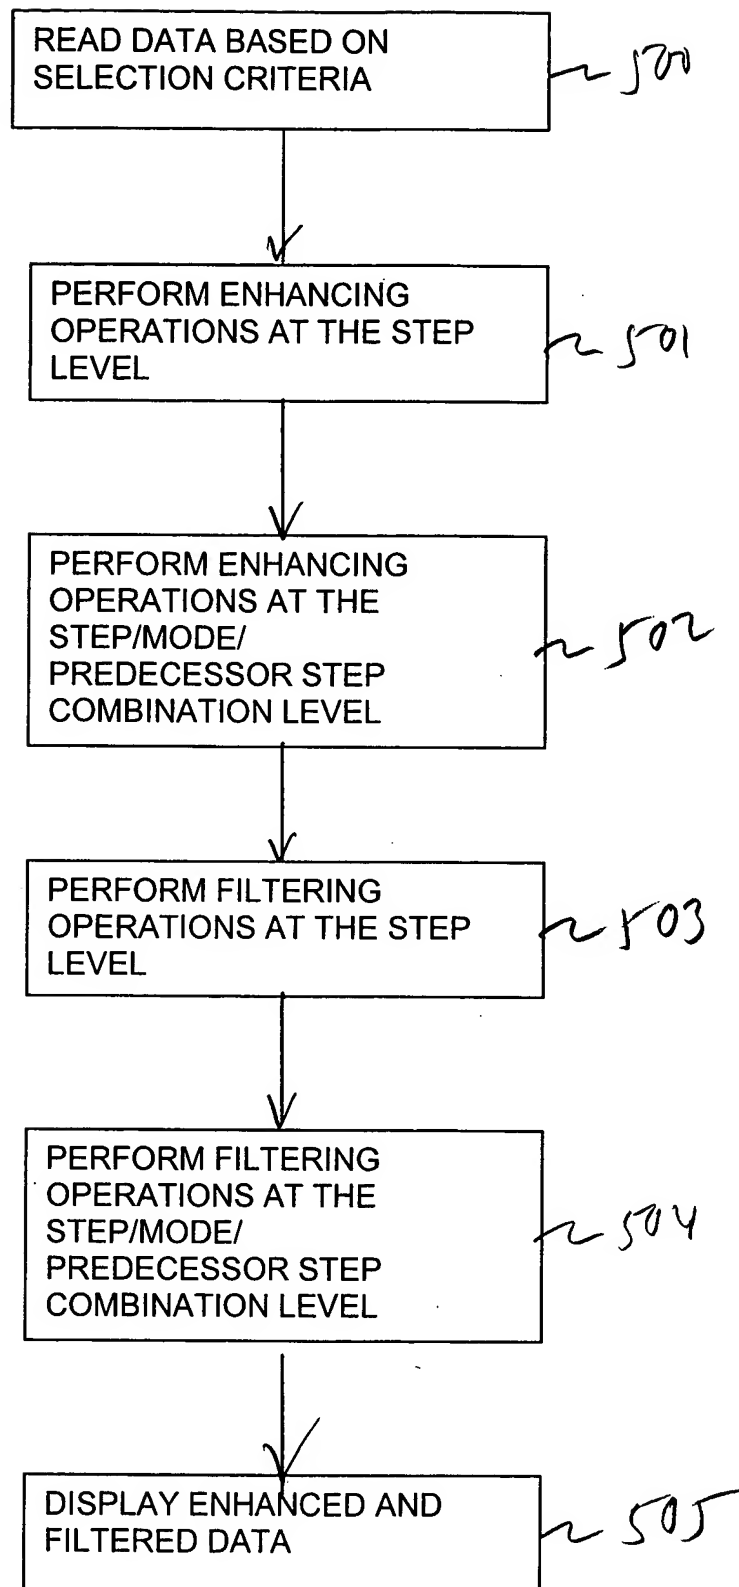 READ DATA BASED ON
SELECTION CRITERIA
500
PERFORM ENHANCING
OPERATIONS AT THE STEP
LEVEL
501
PERFORM ENHANCING
OPERATIONS AT THE
STEP/MODE/
PREDECESSOR STEP
COMBINATION LEVEL
502
PERFORM FILTERING
OPERATIONS AT THE STEP
LEVEL
503
PERFORM FILTERING
OPERATIONS AT THE
STEP/MODE/
PREDECESSOR STEP
COMBINATION LEVEL
504
DISPLAY ENHANCED AND
FILTERED DATA
505